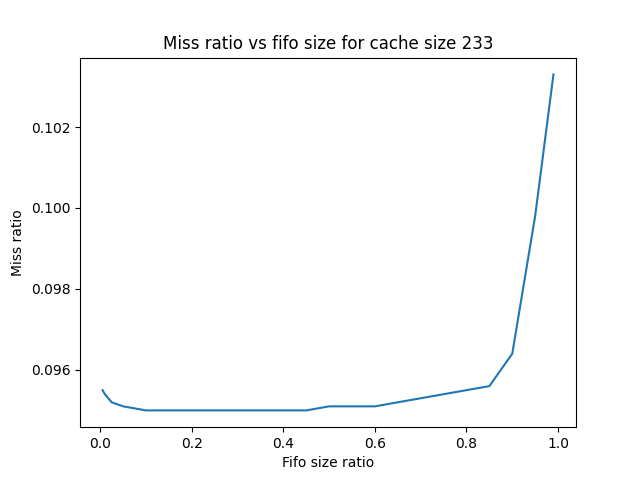 Miss ratio vs fifo size for cache size 233
0.102
0.100
0.098
0.096
Miss ratio
0.0 0.2 0.4 0.6 0.8 1.0
Fifo size ratio